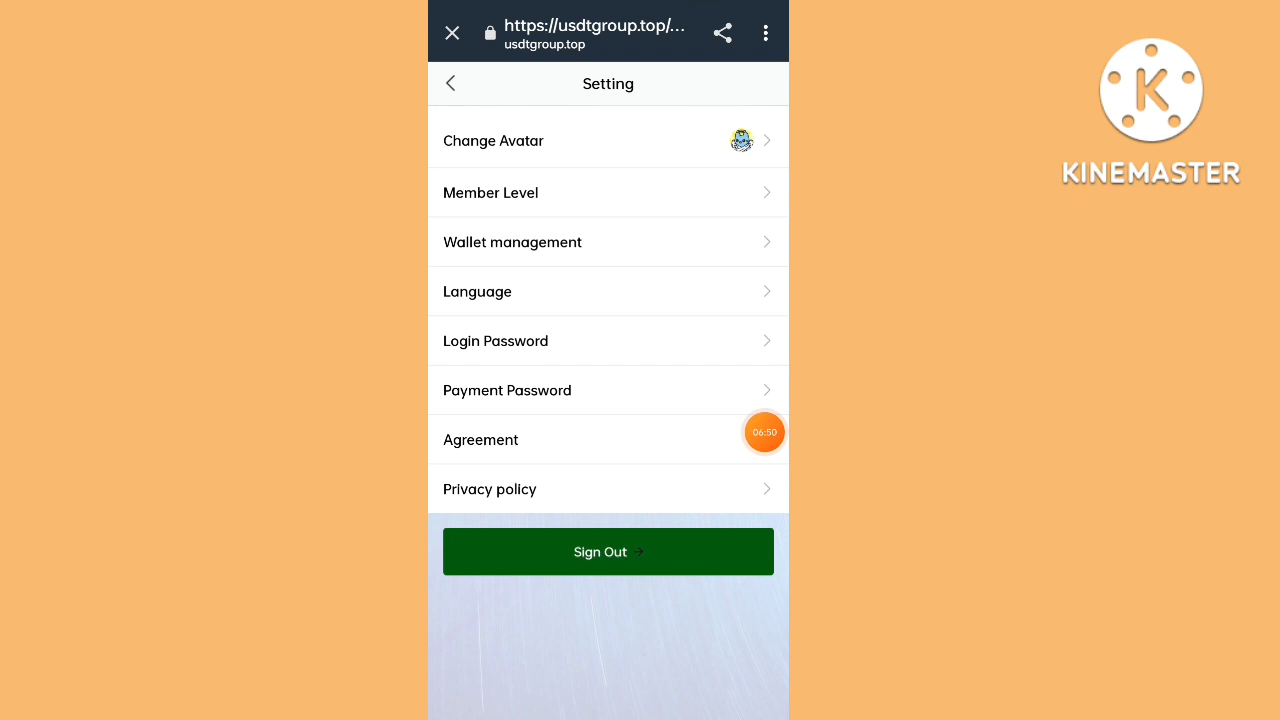 https://usdtgroup.top/...
usdtgroup.top
Setting
Change Avatar
Member Level
Wallet management
Language
Login Password
Payment Password
06:50
Agreement
Privacy policy
Sign Out →
K
KINEMASTER